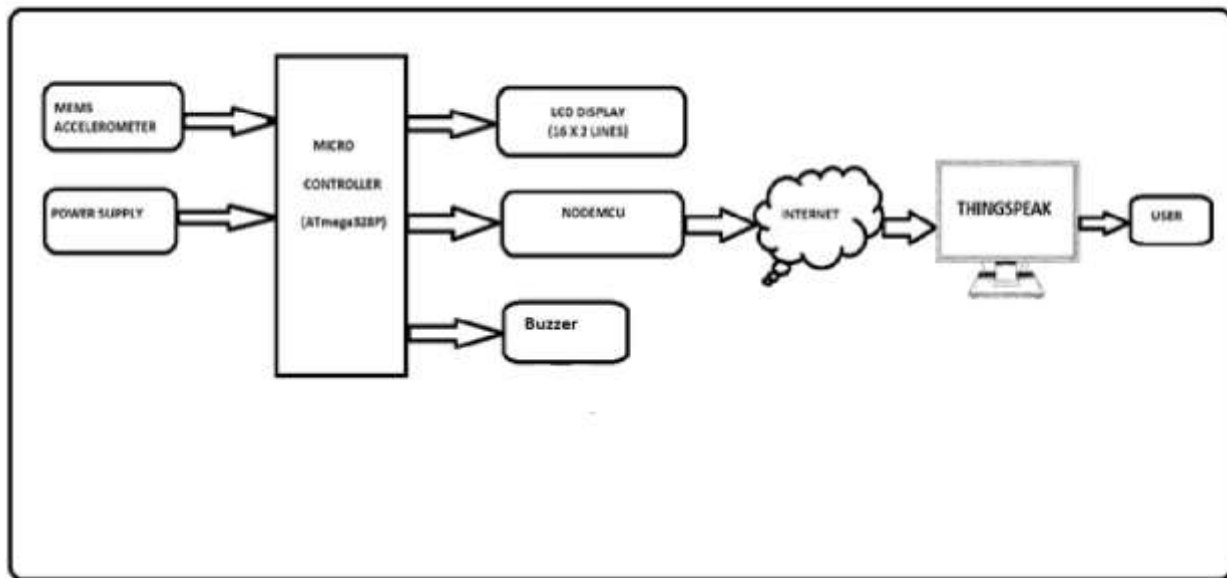 MEMS
ACCELEROMETER
POWER SUPPLY
MICRO
CONTROLLER
(ATmega328P)
LCD DISPLAY
(16 X 2 LINES)
NODEMCU
Buzzer
INTERNET
THINGSPEAK
USER